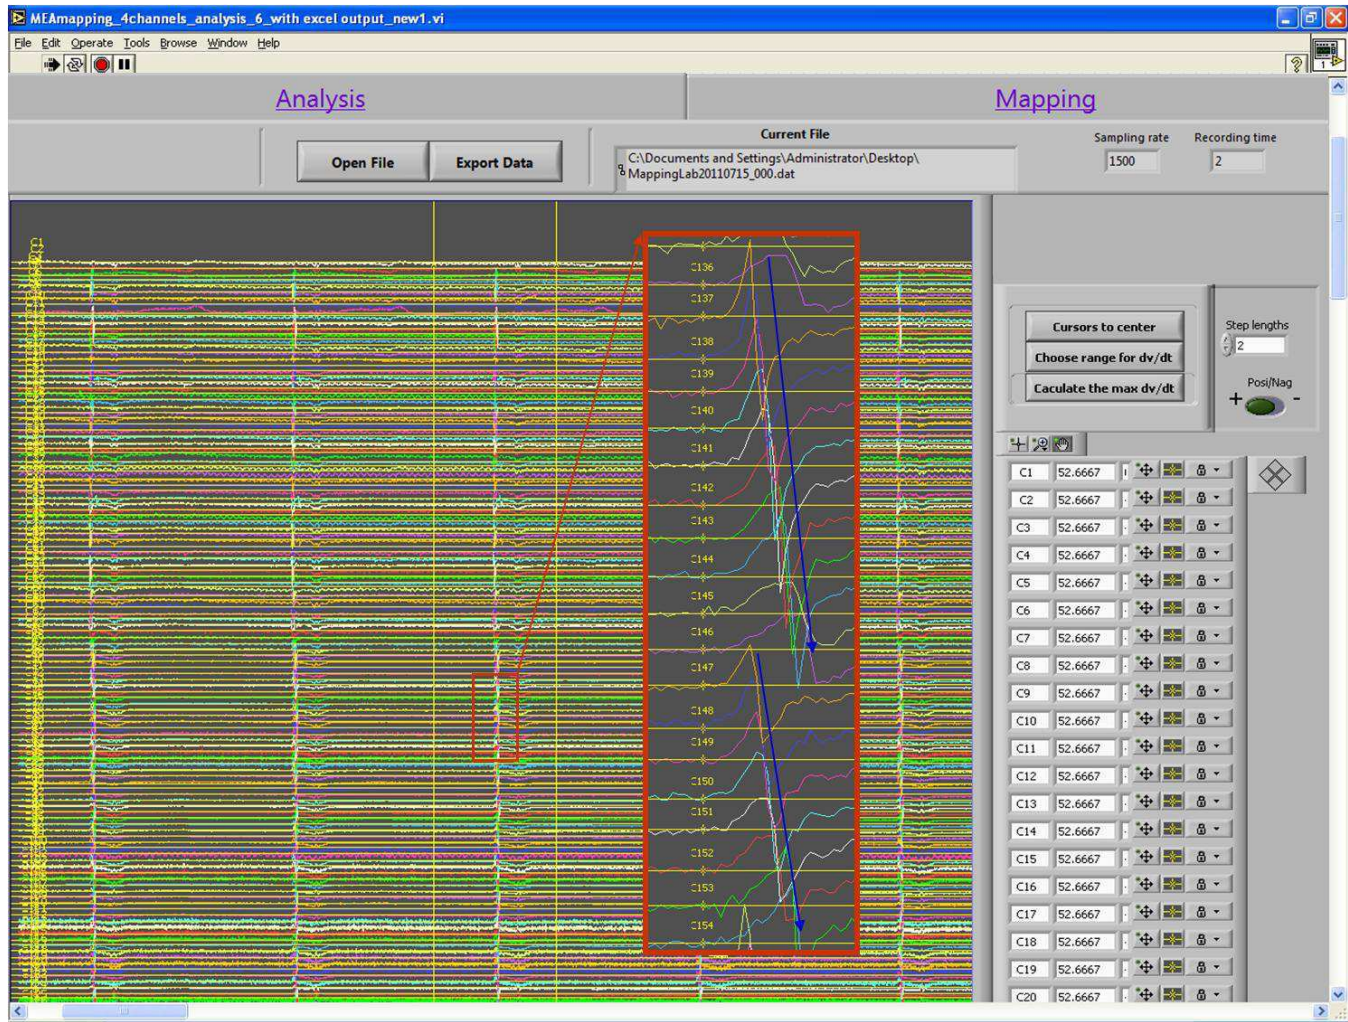 MEAmapping_4channels_analysis_6_with excel output_new1.vi
File Edit Operate Tools Browse Window Help
1
Analysis
Mapping
Open File
Export Data
Current File
C:\Documents and Settings\Administrator\Desktop\
MappingLab20110715_000.dat
Sampling rate
1500
Recording time
2
C1
C136
C137
C138
C139
C140
C141
C142
C143
C144
C145
C146
C147
C148
C149
C150
C151
C152
C153
C154
Cursors to center
Choose range for dv/dt
Caculate the max dv/dt
Step lengths
2
Posi/Nag
+ -
C1 52.6667
C2 52.6667
C3 52.6667
C4 52.6667
C5 52.6667
C6 52.6667
C7 52.6667
C8 52.6667
C9 52.6667
C10 52.6667
C11 52.6667
C12 52.6667
C13 52.6667
C14 52.6667
C15 52.6667
C16 52.6667
C17 52.6667
C18 52.6667
C19 52.6667
C20 52.6667